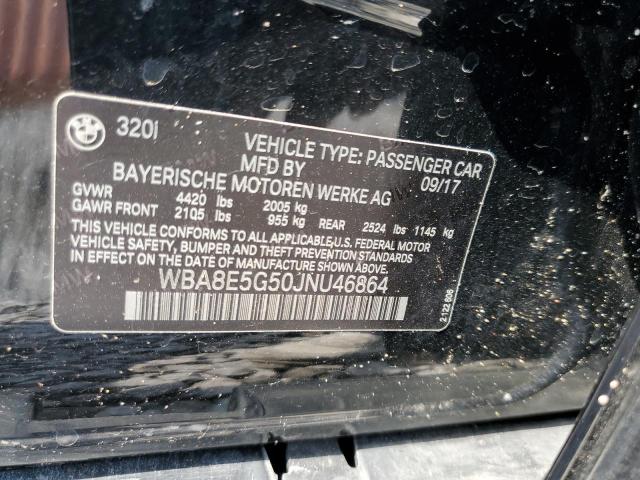 320i
VEHICLE TYPE: PASSENGER CAR
MFD BY 09/17
BAYERISCHE MOTOREN WERKE AG
GVWR 4420 lbs 2005 kg
GAWR FRONT 2105 lbs 955 kg REAR 2524 lbs 1145 kg
THIS VEHICLE CONFORMS TO ALL APPLICABLE U.S. FEDERAL MOTOR
VEHICLE SAFETY, BUMPER AND THEFT PREVENTION STANDARDS
IN EFFECT ON THE DATE OF MANUFACTURE SHOWN ABOVE.
WBA8E5G50JNU46864